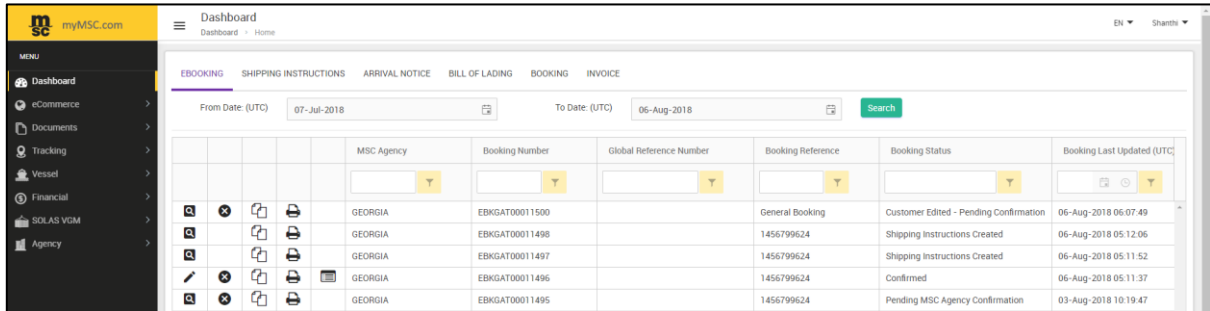 msc myMSC.com
Dashboard
Dashboard > Home
EN
Shanthi
MENU
Dashboard
eCommerce
Documents
Tracking
Vessel
Financial
SOLAS VGM
Agency
EBOOKING SHIPPING INSTRUCTIONS ARRIVAL NOTICE BILL OF LADING BOOKING INVOICE
From Date: (UTC) 07-Jul-2018 To Date: (UTC) 06-Aug-2018 Search
MSC Agency Booking Number Global Reference Number Booking Reference Booking Status Booking Last Updated (UTC)
GEORGIA EBKGAT00011500 General Booking Customer Edited - Pending Confirmation 06-Aug-2018 06:07:49
GEORGIA EBKGAT00011498 1456799624 Shipping Instructions Created 06-Aug-2018 05:12:06
GEORGIA EBKGAT00011497 1456799624 Shipping Instructions Created 06-Aug-2018 05:11:52
GEORGIA EBKGAT00011496 1456799624 Confirmed 06-Aug-2018 05:11:37
GEORGIA EBKGAT00011495 1456799624 Pending MSC Agency Confirmation 03-Aug-2018 10:19:47